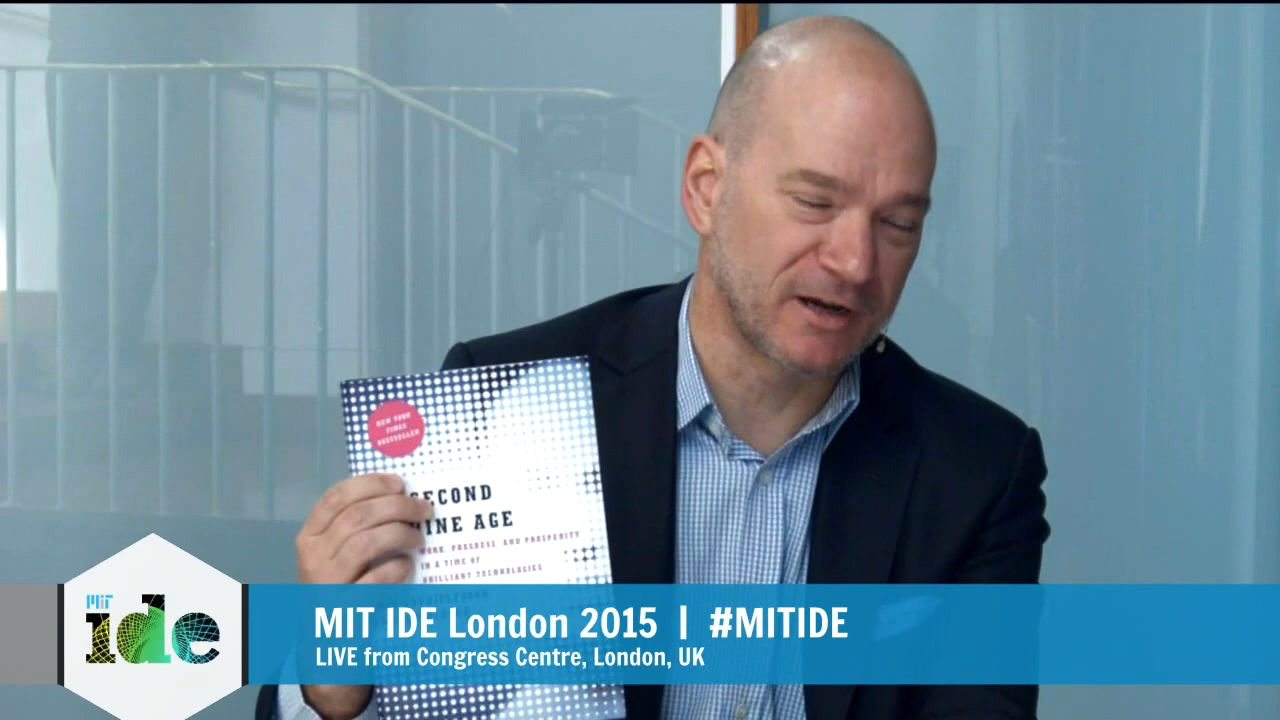 NEW YORK
TIMES
BESTSELLER
SECOND
INE AGE
WORK, PROGRESS, AND PROSPERITY
IN A TIME OF
BRILLIANT TECHNOLOGIES
MIT
ide
MIT IDE London 2015 | #MITIDE
LIVE from Congress Centre, London, UK